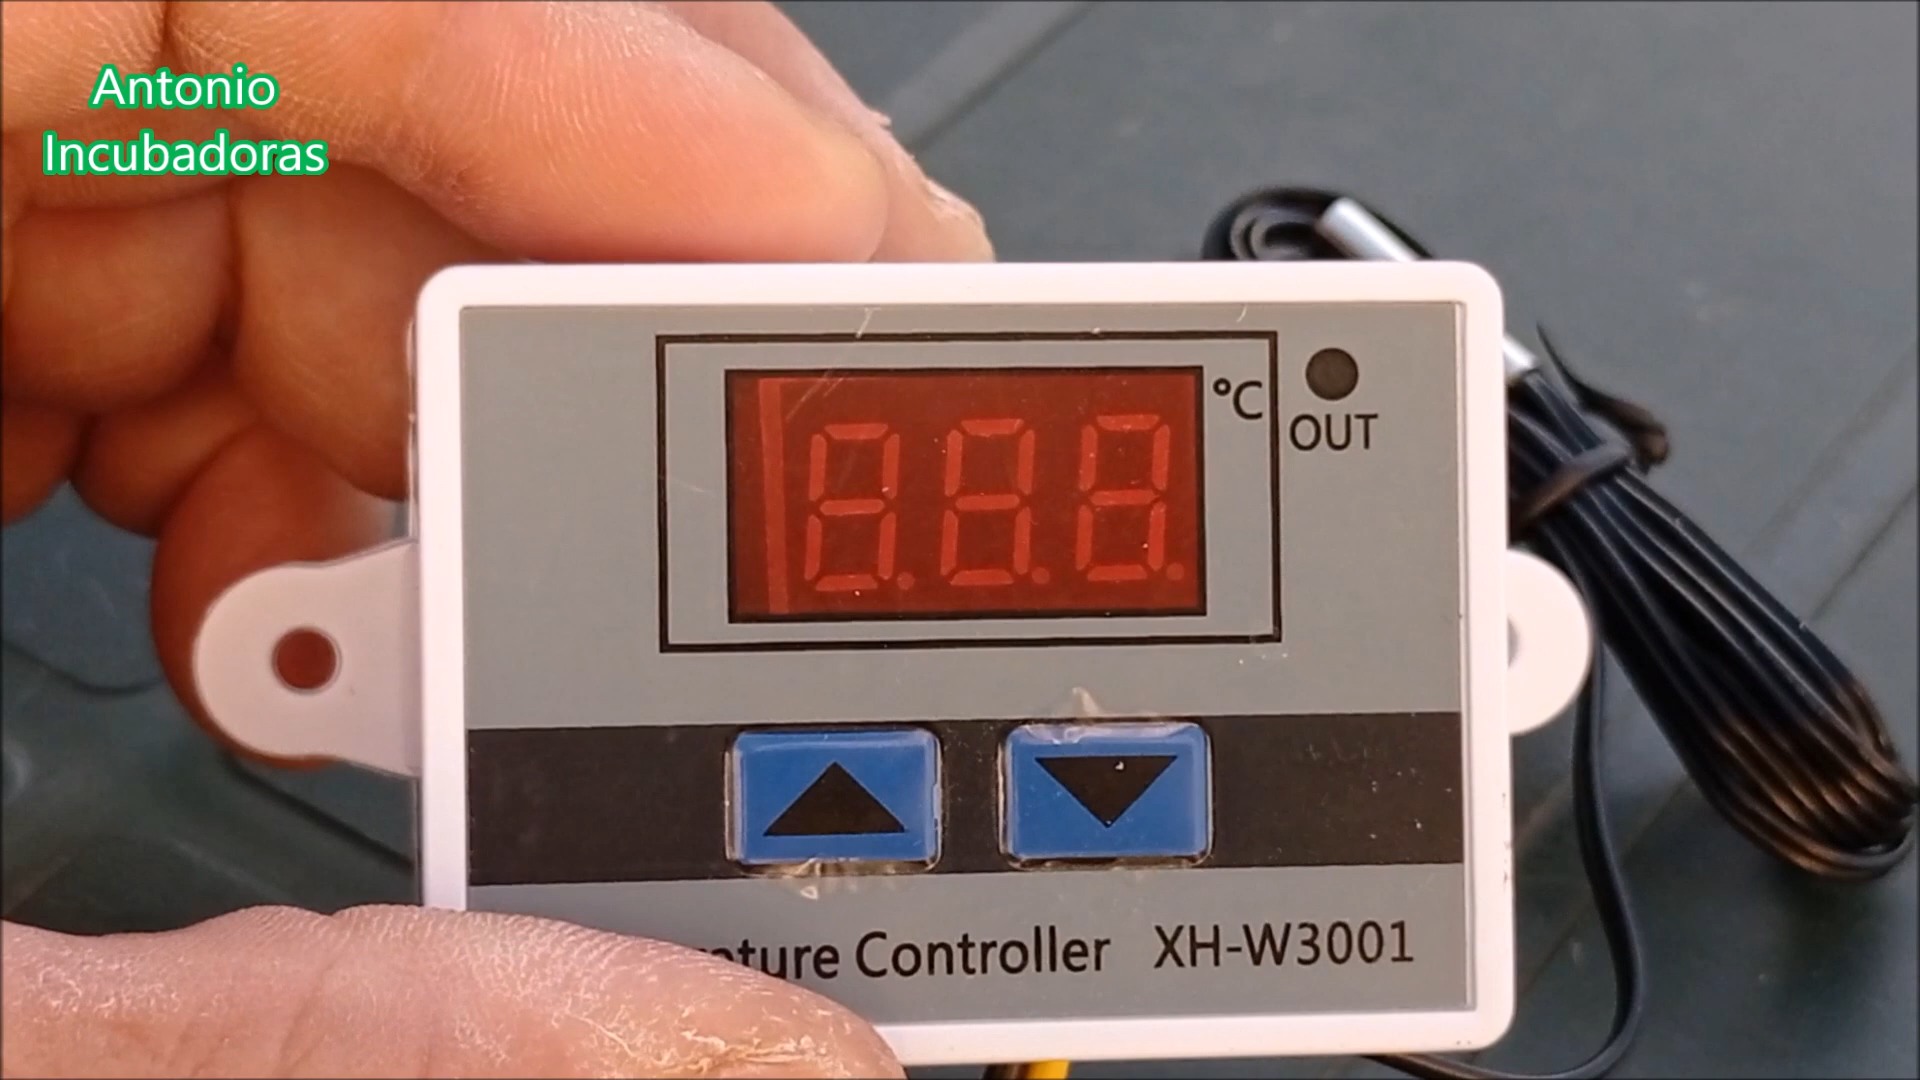 Antonio
Incubadoras
°C
OUT
Controller XH-W3001